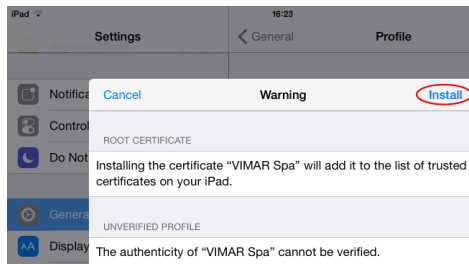 iPad 16:23
Settings General Profile
Notifica Cancel Warning Install
Control
ROOT CERTIFICATE
Do Not
Installing the certificate “VIMAR Spa” will add it to the list of trusted
certificates on your iPad.
Genera
UNVERIFIED PROFILE
AA Display
The authenticity of “VIMAR Spa” cannot be verified.